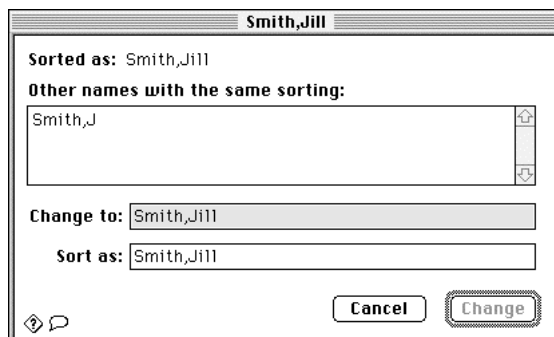 Smith,Jill
Sorted as: Smith,Jill
Other names with the same sorting:
Smith,J
Change to: Smith,Jill
Sort as: Smith,Jill
Cancel Change
?